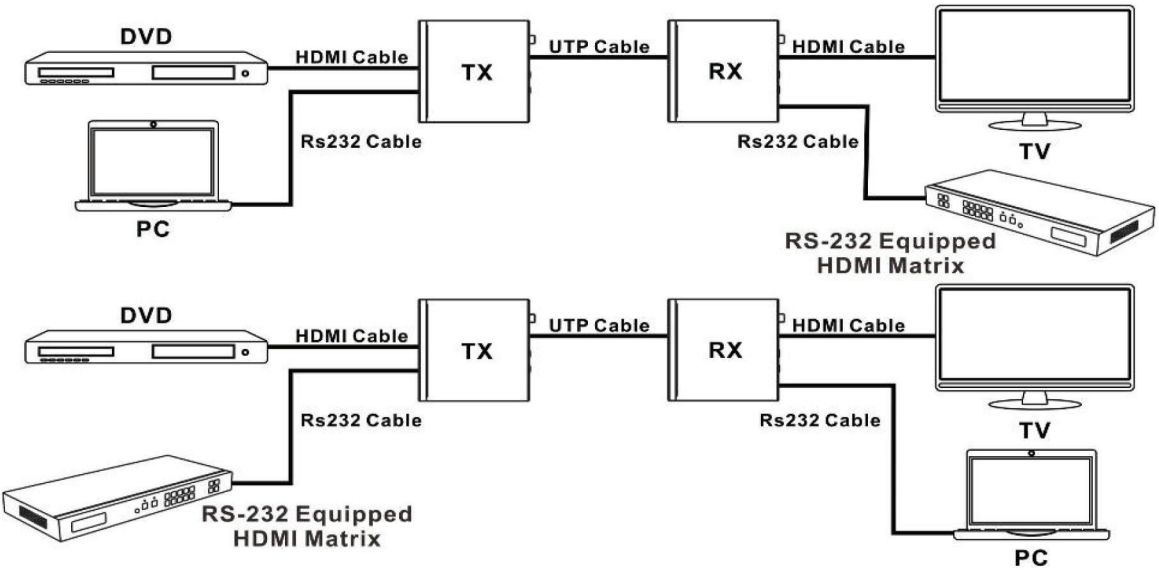 DVD
HDMI Cable
TX
UTP Cable
RX
HDMI Cable
Rs232 Cable
Rs232 Cable
TV
PC
RS-232 Equipped
HDMI Matrix
DVD
HDMI Cable
TX
UTP Cable
RX
HDMI Cable
Rs232 Cable
Rs232 Cable
TV
RS-232 Equipped
HDMI Matrix
PC